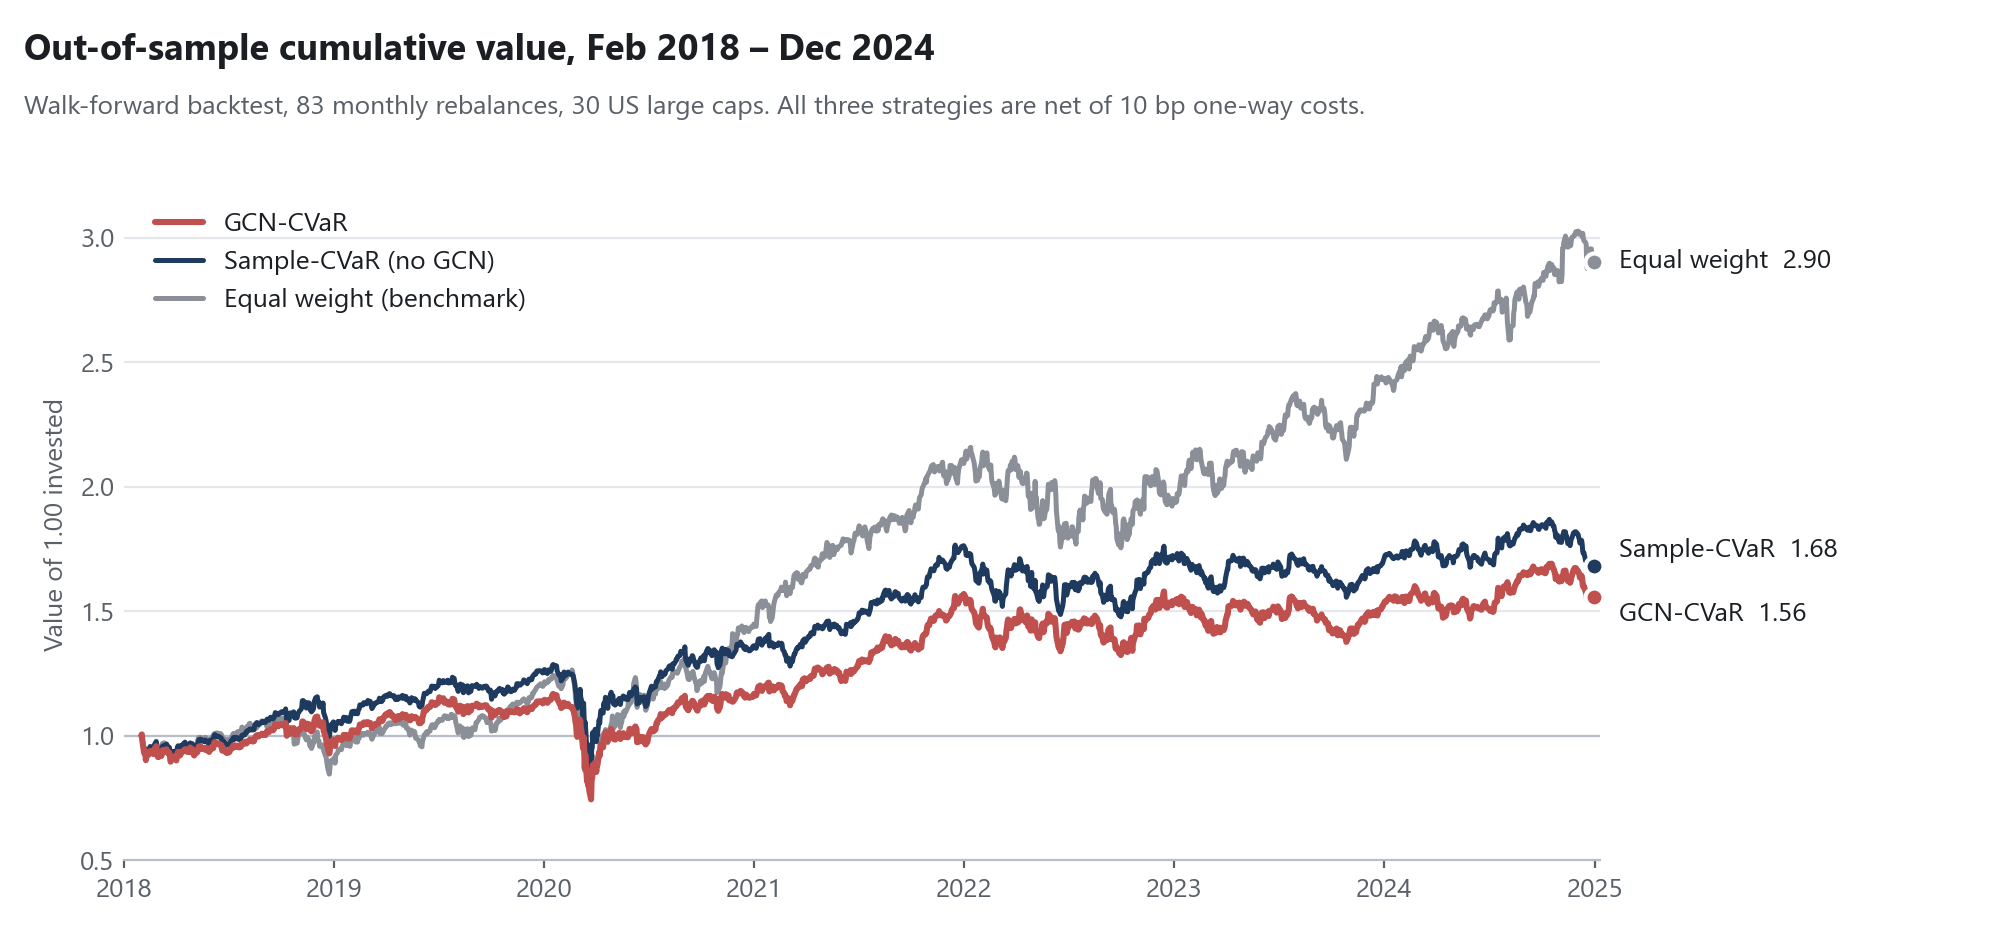 Out-of-sample cumulative value, Feb 2018 – Dec 2024
Walk-forward backtest, 83 monthly rebalances, 30 US large caps. All three strategies are net of 10 bp one-way costs.
GCN-CVaR
Sample-CVaR (no GCN)
Equal weight (benchmark)
Value of 1.00 invested
3.0
2.5
2.0
1.5
1.0
0.5
Equal weight 2.90
Sample-CVaR 1.68
GCN-CVaR 1.56
2018 2019 2020 2021 2022 2023 2024 2025